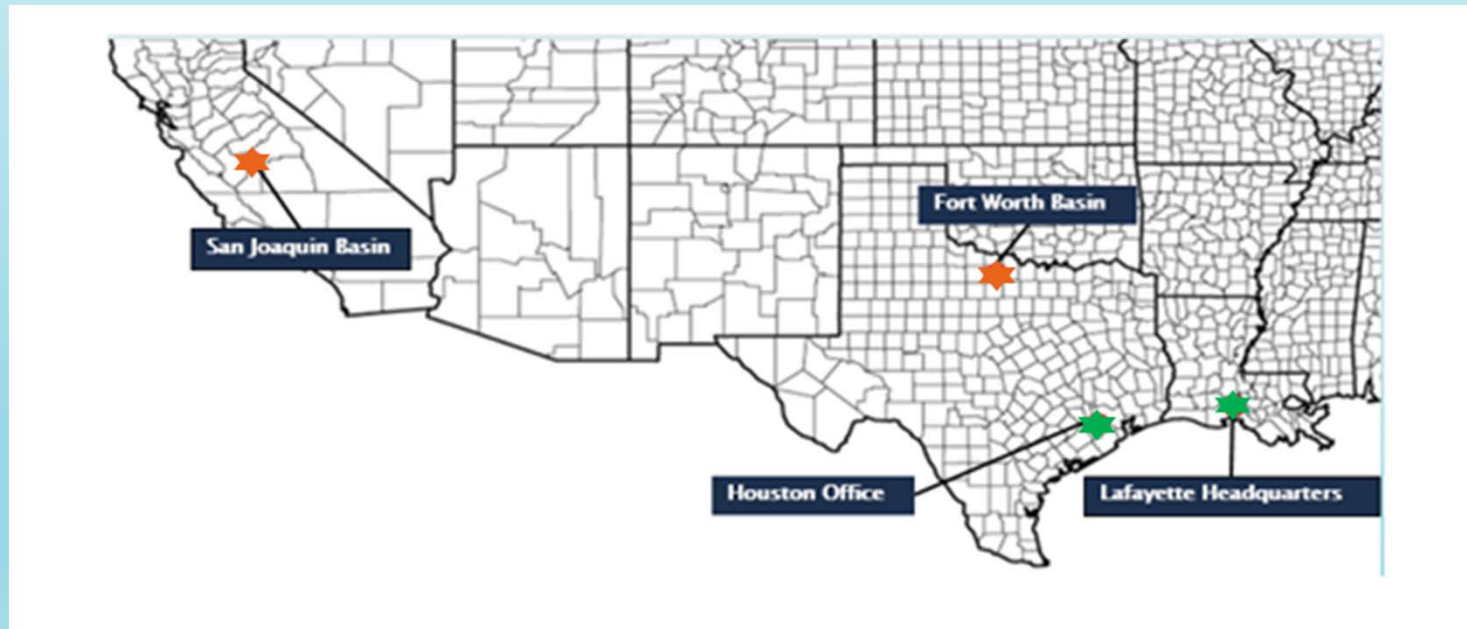 Fort Worth Basin
San Joaquin Basin
Houston Office
Lafayette Headquarters